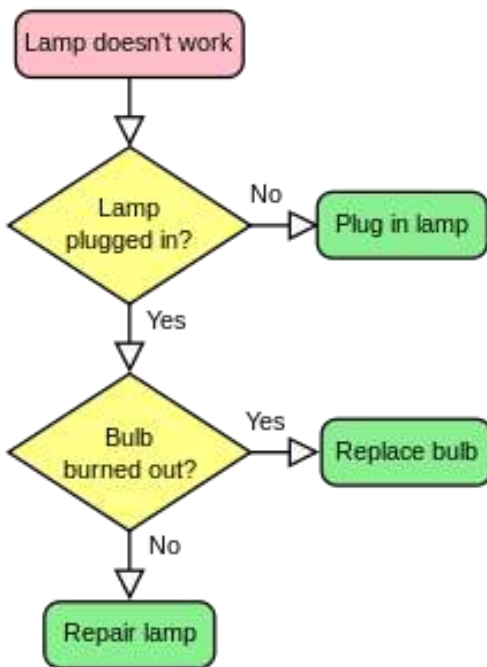 Lamp doesn't work
Lamp
plugged in?
No
Plug in lamp
Yes
Bulb
burned out?
Yes
Replace bulb
No
Repair lamp